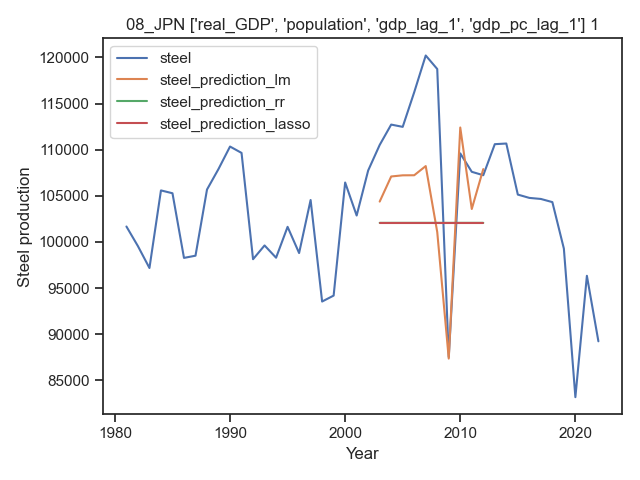 08_JPN ['real_GDP', 'population', 'gdp_lag_1', 'gdp_pc_lag_1'] 1
steel
steel_prediction_lm
steel_prediction_rr
steel_prediction_lasso
120000
115000
110000
105000
100000
95000
90000
85000
Steel production
1980
1990
2000
2010
2020
Year